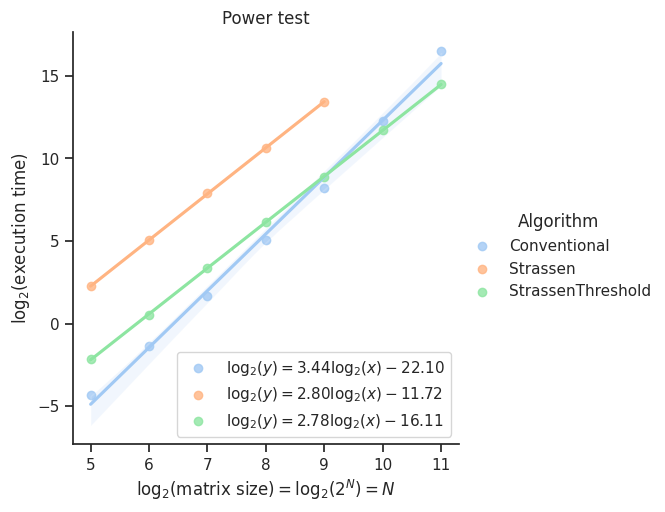 Power test
log₂(execution time)
15
10
5
0
−5
5 6 7 8 9 10 11
log₂(matrix size) = log₂(2ᴺ) = N
log₂(y) = 3.44log₂(x) − 22.10
log₂(y) = 2.80log₂(x) − 11.72
log₂(y) = 2.78log₂(x) − 16.11
Algorithm
Conventional
Strassen
StrassenThreshold